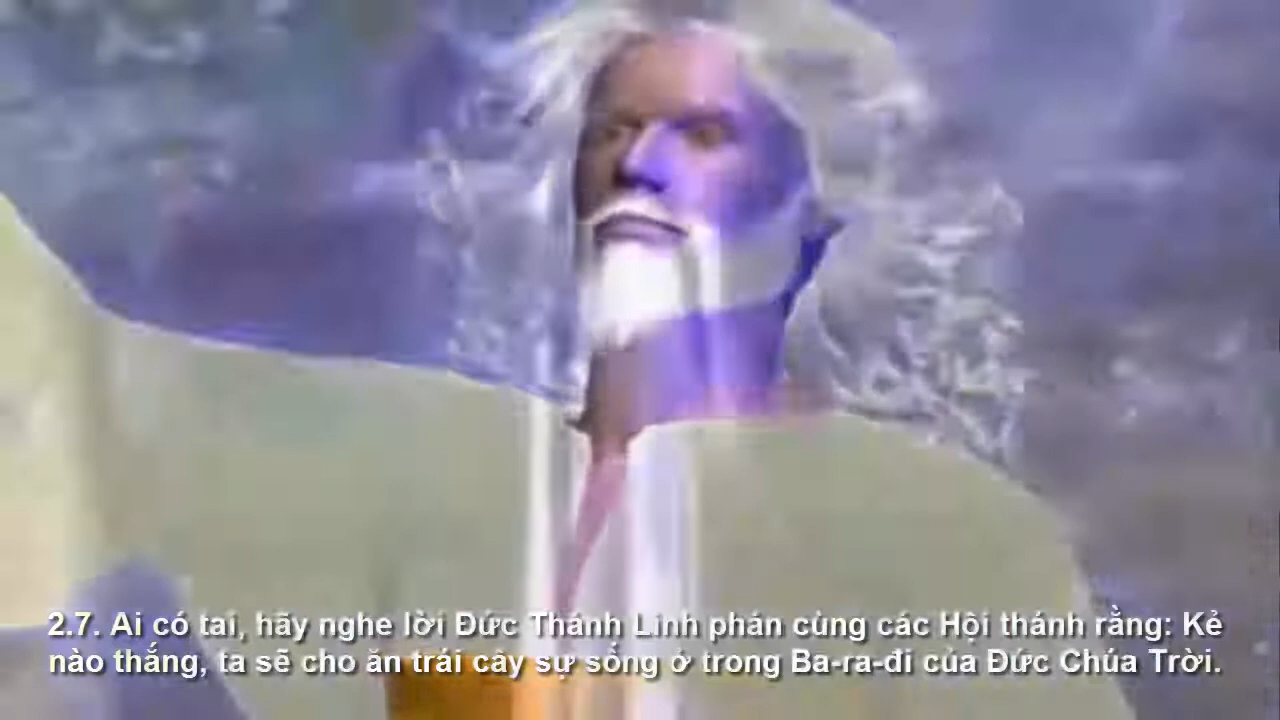 2.7. Ai có tai, hãy nghe lời Đức Thánh Linh phán cùng các Hội thánh rằng: Kẻ
nào thắng, ta sẽ cho ăn trái cây sự sống ở trong Ba-ra-đi của Đức Chúa Trời.